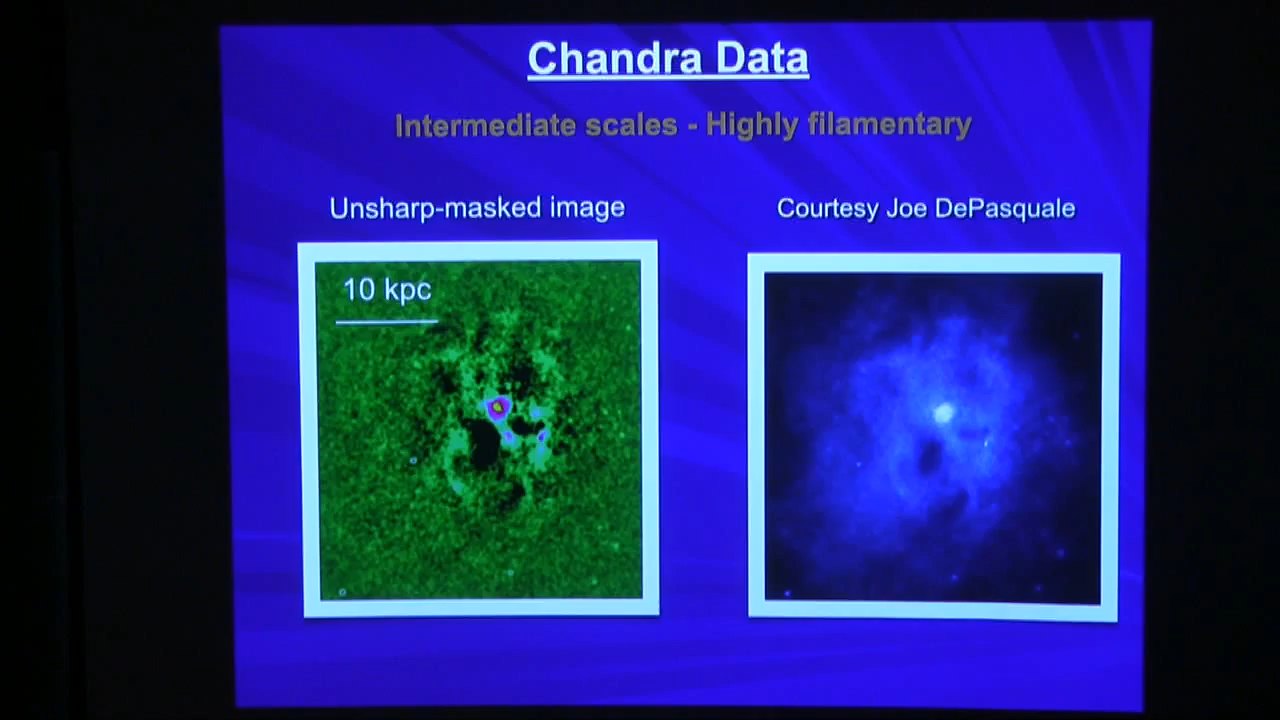 Chandra Data
Intermediate scales - Highly filamentary
Unsharp-masked image
Courtesy Joe DePasquale
10 kpc